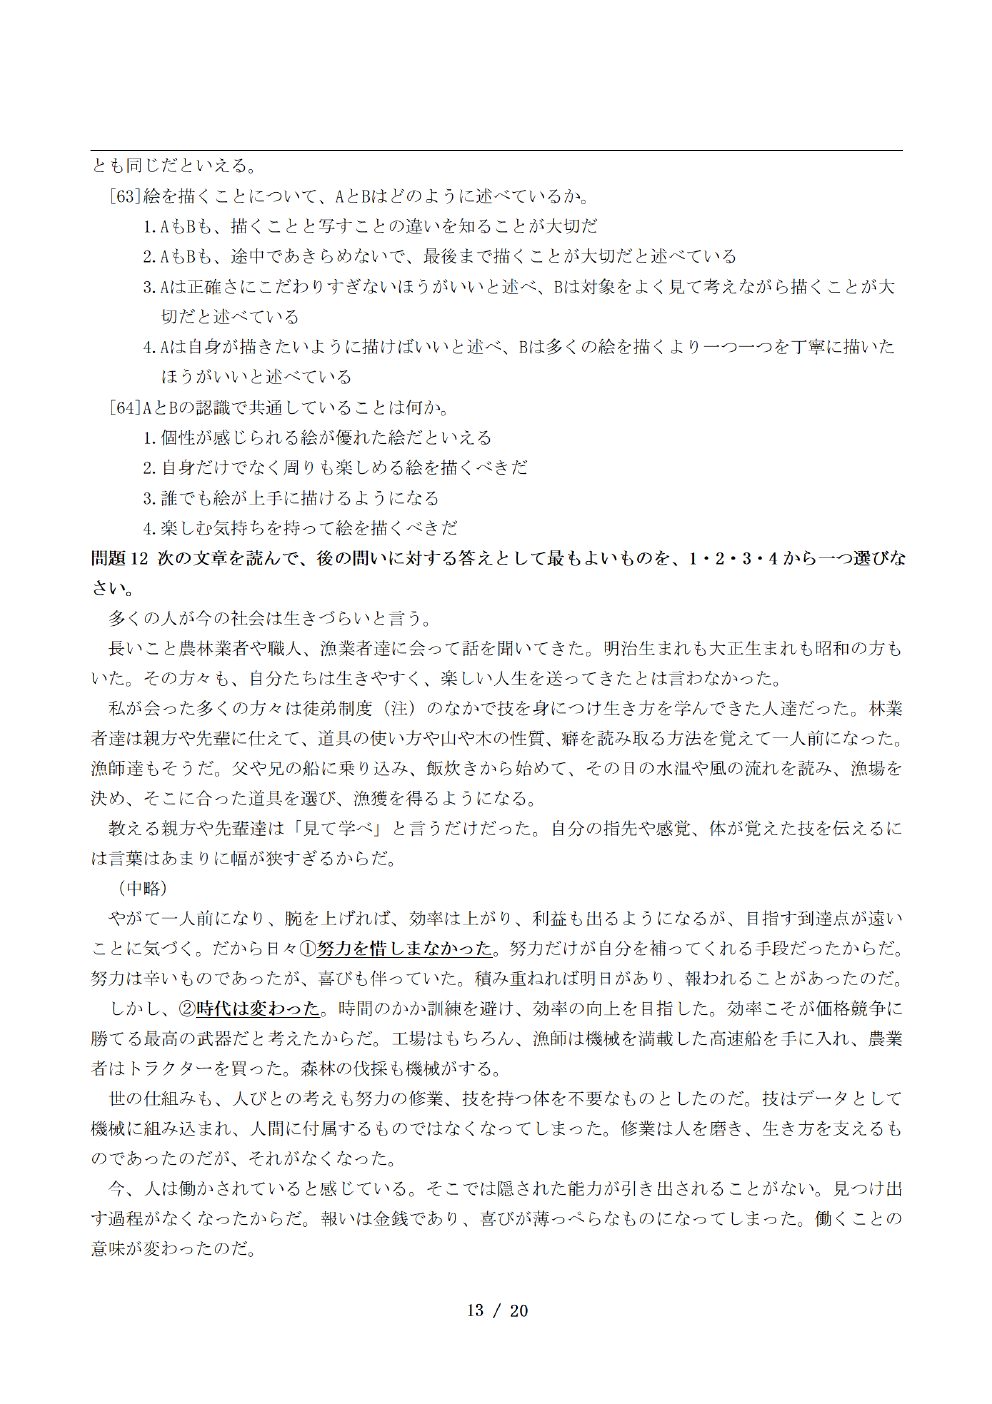 とも同じだといえる。
[63]絵を描くことについて、AとBはどのように述べているか。
1.AもBも、描くことと写すことの違いを知ることが大切だ
2.AもBも、途中であきらめないで、最後まで描くことが大切だと述べている
3.Aは正確さにこだわりすぎないほうがいいと述べ、Bは対象をよく見て考えながら描くことが大
切だと述べている
4.Aは自身が描きたいように描けばいいと述べ、Bは多くの絵を描くより一つ一つを丁寧に描いた
ほうがいいと述べている
[64]AとBの認識で共通していることは何か。
1.個性が感じられる絵が優れた絵だといえる
2.自身だけでなく周りも楽しめる絵を描くべきだ
3.誰でも絵が上手に描けるようになる
4.楽しむ気持ちを持って絵を描くべきだ
問題12 次の文章を読んで、後の問いに対する答えとして最もよいものを、1・2・3・4から一つ選びな
さい。
多くの人が今の社会は生きづらいと言う。
長いこと農林業者や職人、漁業者達に会って話を聞いてきた。明治生まれも大正生まれも昭和の方も
いた。その方々も、自分たちは生きやすく、楽しい人生を送ってきたとは言わなかった。
私が会った多くの方々は徒弟制度（注）のなかで技を身につけ生き方を学んできた人達だった。林業
者達は親方や先輩に仕えて、道具の使い方や山や木の性質、癖を読み取る方法を覚えて一人前になった。
漁師達もそうだ。父や兄の船に乗り込み、飯炊きから始めて、その日の水温や風の流れを読み、漁場を
決め、そこに合った道具を選び、漁獲を得るようになる。
教える親方や先輩達は「見て学べ」と言うだけだった。自分の指先や感覚、体が覚えた技を伝えるに
は言葉はあまりに幅が狭すぎるからだ。
（中略）
やがて一人前になり、腕を上げれば、効率は上がり、利益も出るようになるが、目指す到達点が遠い
ことに気づく。だから日々①努力を惜しまなかった。努力だけが自分を補ってくれる手段だったからだ。
努力は辛いものであったが、喜びも伴っていた。積み重ねれば明日があり、報われることがあったのだ。
しかし、②時代は変わった。時間のかか訓練を避け、効率の向上を目指した。効率こそが価格競争に
勝てる最高の武器だと考えたからだ。工場はもちろん、漁師は機械を満載した高速船を手に入れ、農業
者はトラクターを買った。森林の伐採も機械がする。
世の仕組みも、人びとの考えも努力の修業、技を持つ体を不要なものとしたのだ。技はデータとして
機械に組み込まれ、人間に付属するものではなくなってしまった。修業は人を磨き、生き方を支えるも
のであったのだが、それがなくなった。
今、人は働かされていると感じている。そこでは隠された能力が引き出されることがない。見つけ出
す過程がなくなったからだ。報いは金銭であり、喜びが薄っぺらなものになってしまった。働くことの
意味が変わったのだ。
13 / 20